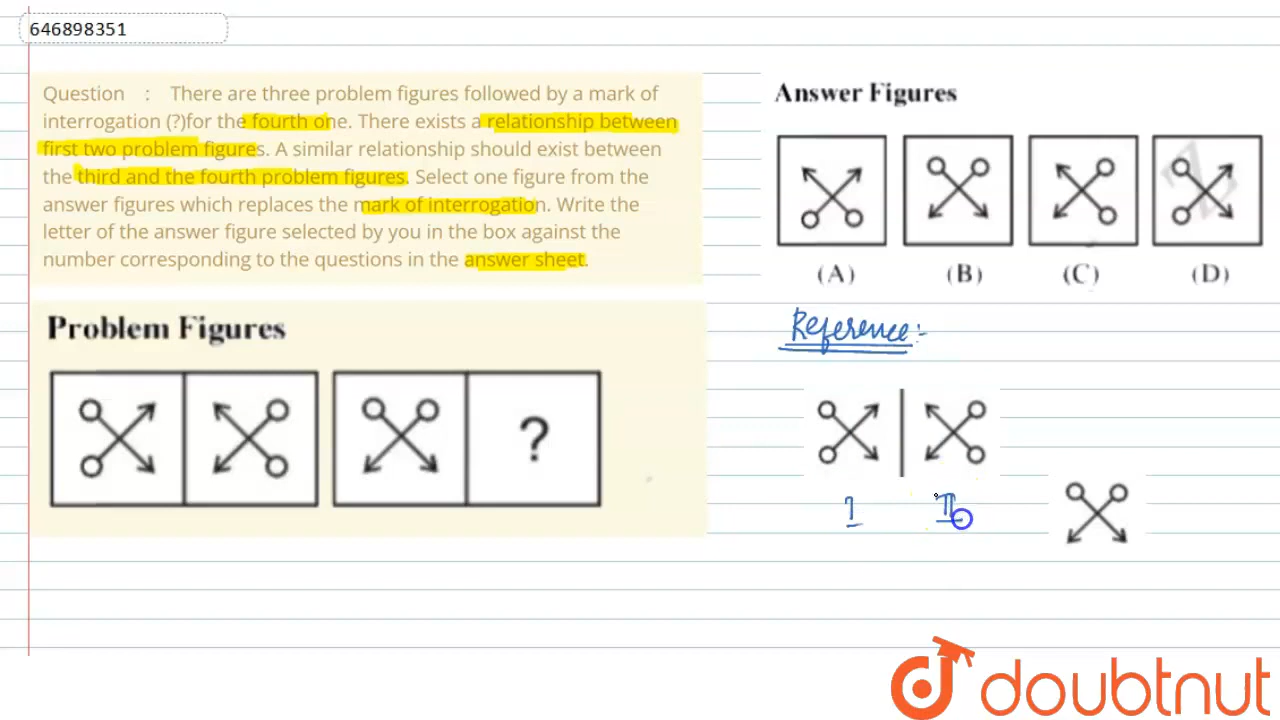 646898351
Question : There are three problem figures followed by a mark of
interrogation (?)for the fourth one. There exists a relationship between
first two problem figures. A similar relationship should exist between
the third and the fourth problem figures. Select one figure from the
answer figures which replaces the mark of interrogation. Write the
letter of the answer figure selected by you in the box against the
number corresponding to the questions in the answer sheet.
Problem Figures
?
Answer Figures
(A) (B) (C) (D)
Reference:-
I II
doubtnut